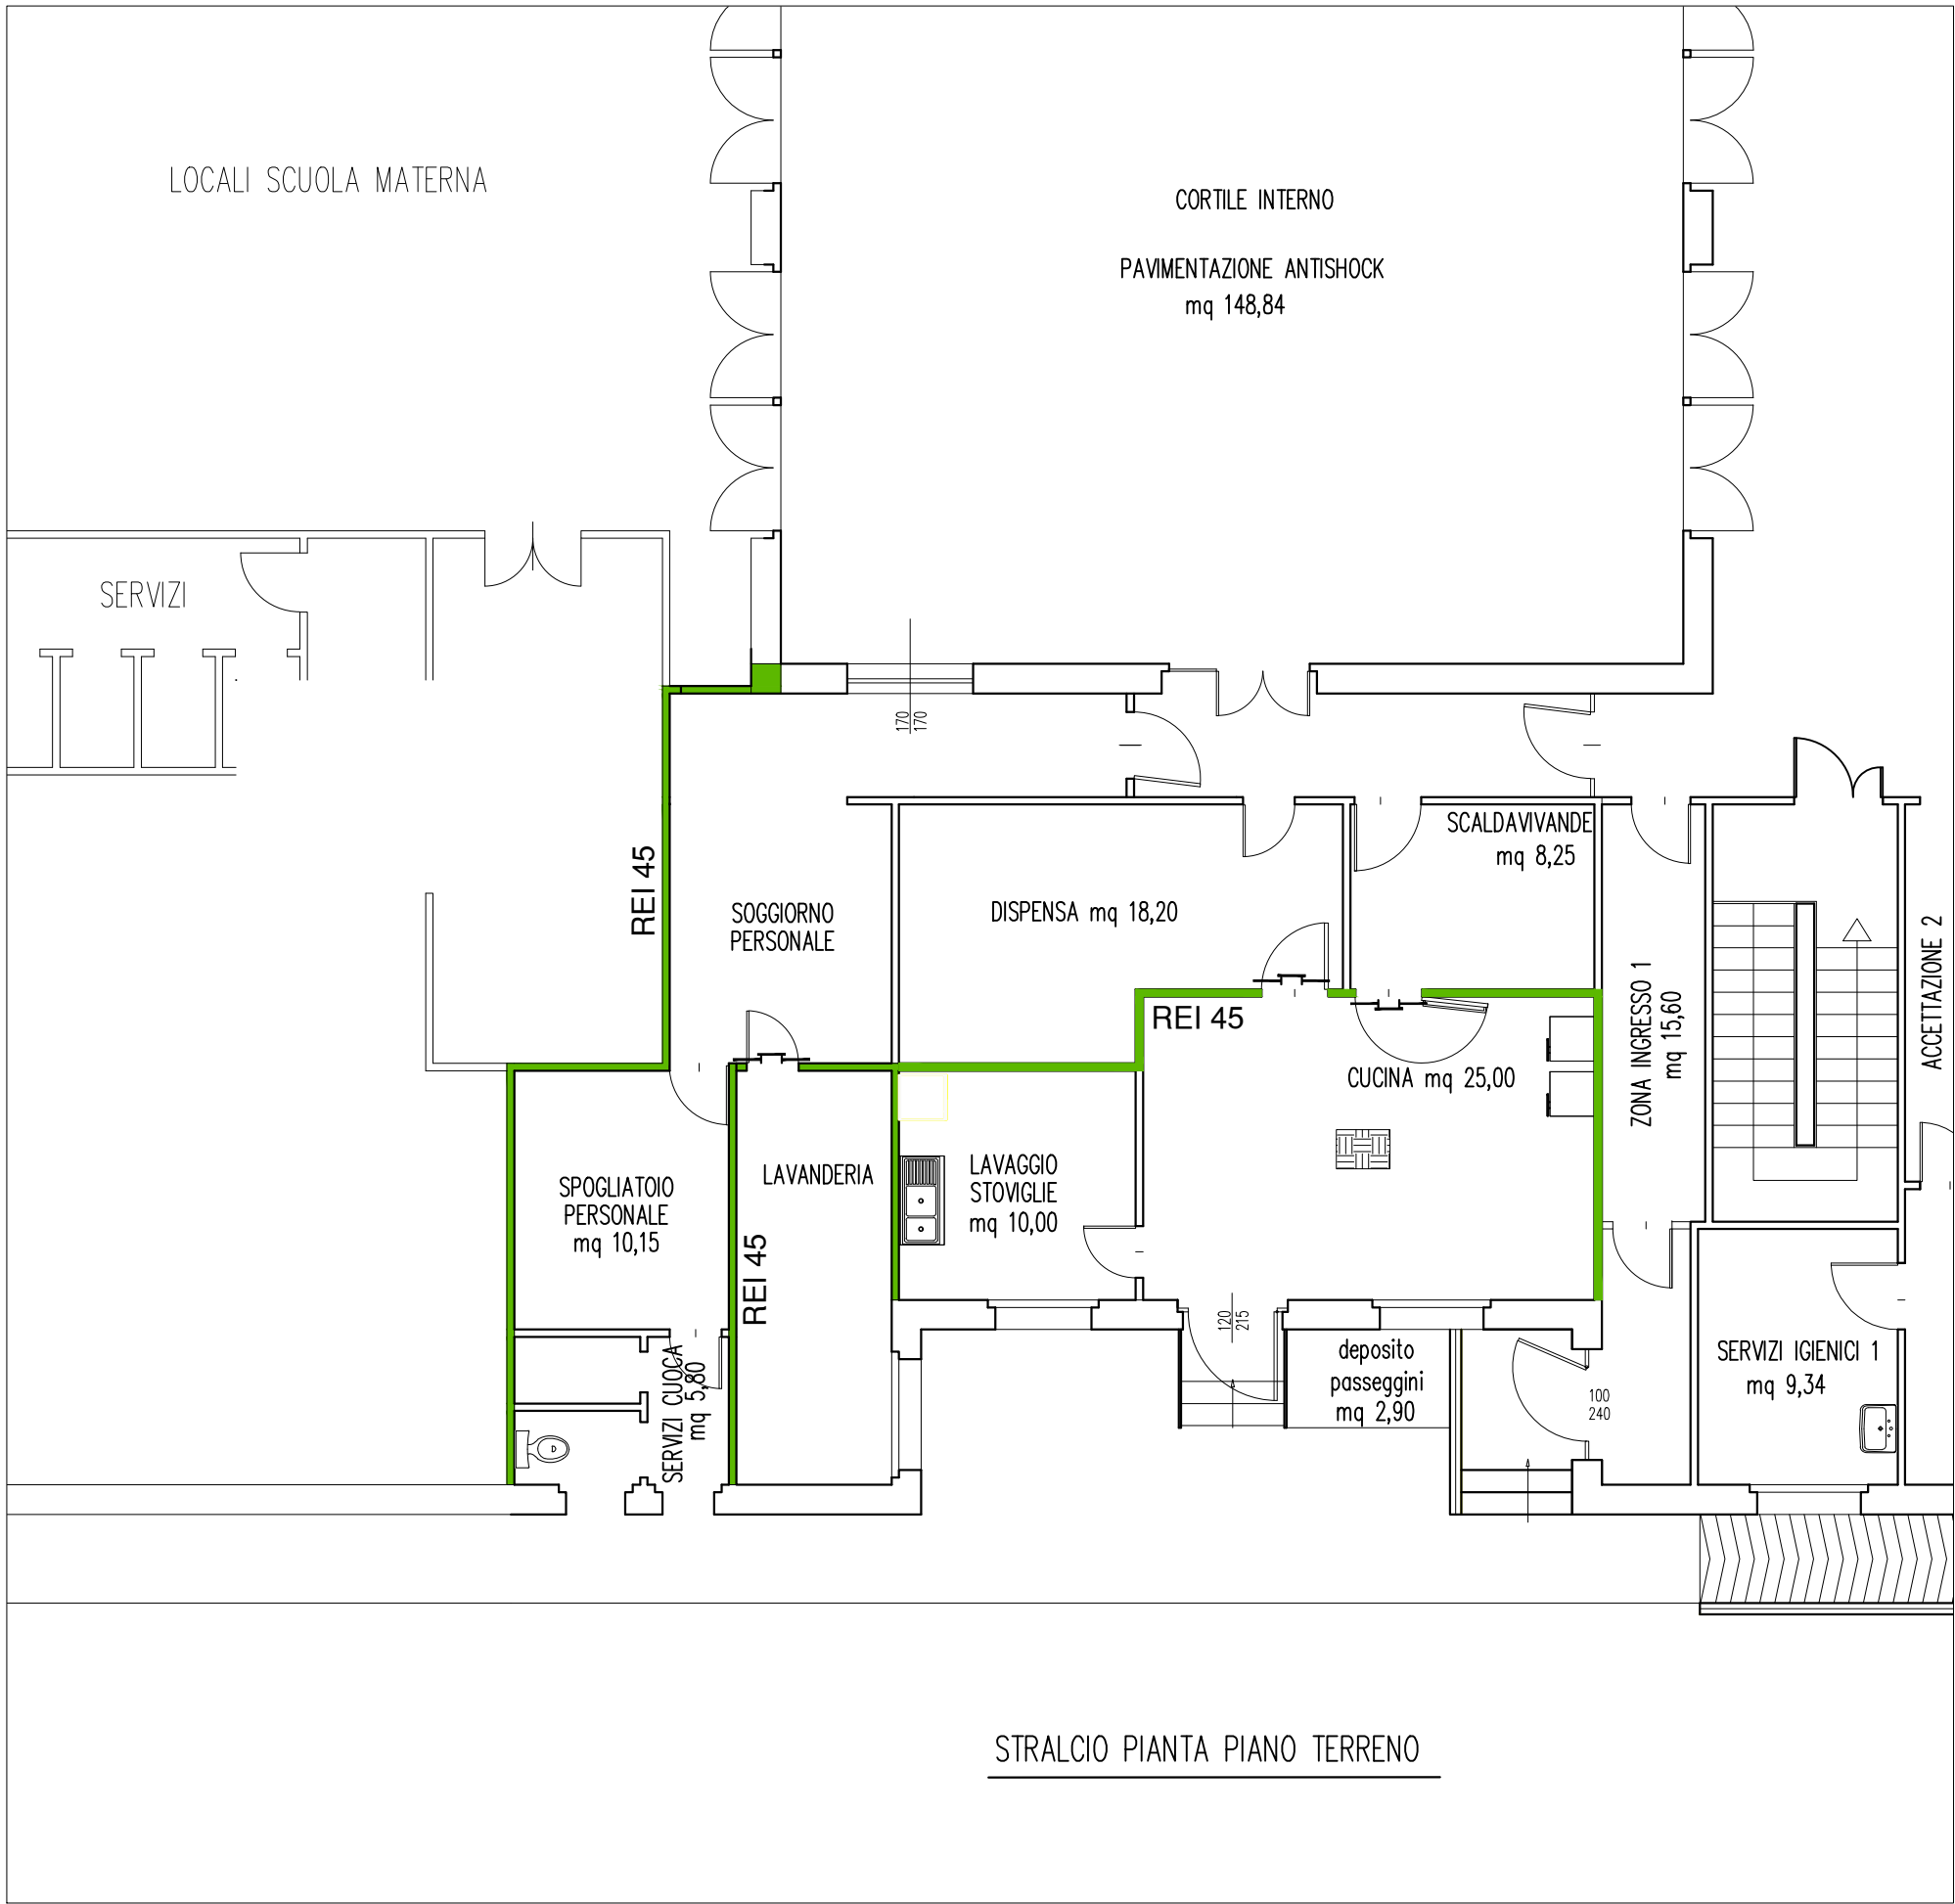 LOCALI SCUOLA MATERNA
CORTILE INTERNO
PAVIMENTAZIONE ANTISHOCK
mq 148,84
SERVIZI
170
170
REI 45
SOGGIORNO
PERSONALE
DISPENSA mq 18,20
SCALDAVIVANDE
mq 8,25
REI 45
CUCINA mq 25,00
ZONA INGRESSO 1
mq 15,60
ACCETTAZIONE 2
SPOGLIATOIO
PERSONALE
mq 10,15
LAVANDERIA
REI 45
LAVAGGIO
STOVIGLIE
mq 10,00
SERVIZI CUOCA
mq 5,80
120
215
deposito
passeggini
mq 2,90
100
240
SERVIZI IGIENICI 1
mq 9,34
STRALCIO PIANTA PIANO TERRENO